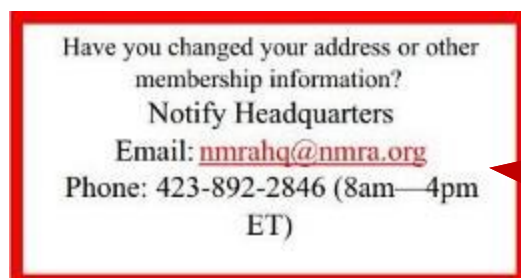 Have you changed your address or other
membership information?
Notify Headquarters
Email: nmrahq@nmra.org
Phone: 423-892-2846 (8am—4pm
ET)